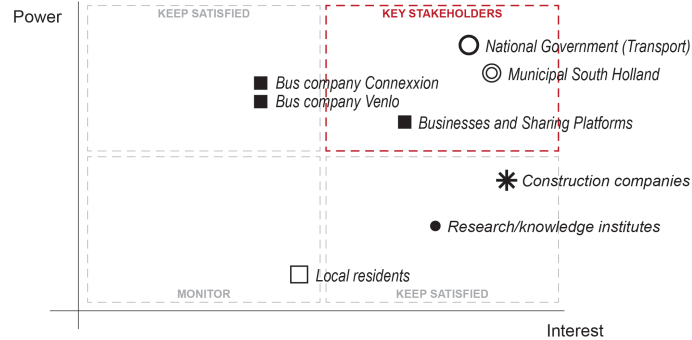 Power
KEEP SATISFIED
KEY STAKEHOLDERS
National Government (Transport)
Municipal South Holland
Bus company Connexxion
Bus company Venlo
Businesses and Sharing Platforms
Construction companies
Research/knowledge institutes
Local residents
MONITOR
KEEP SATISFIED
Interest